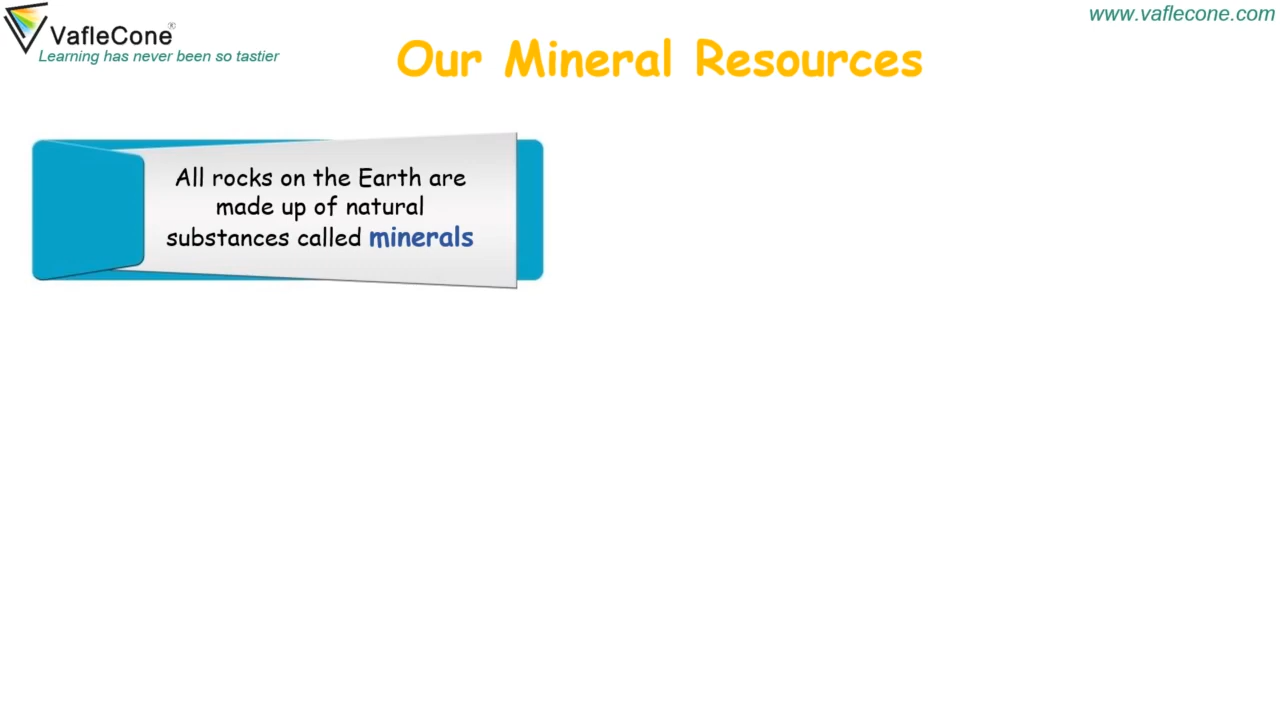 VafleCone®
Learning has never been so tastier
www.vaflecone.com
Our Mineral Resources
All rocks on the Earth are
made up of natural
substances called minerals